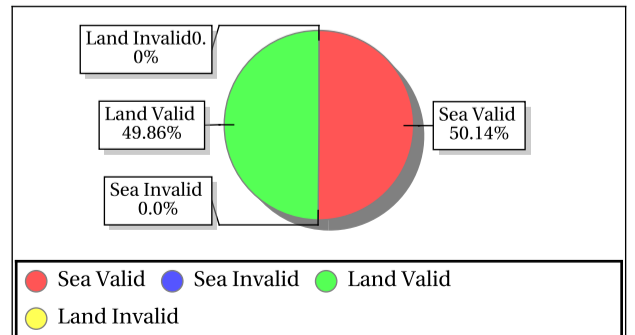 Land Invalid0.
0%
Land Valid
49.86%
Sea Valid
50.14%
Sea Invalid
0.0%
Sea Valid Sea Invalid Land Valid
Land Invalid